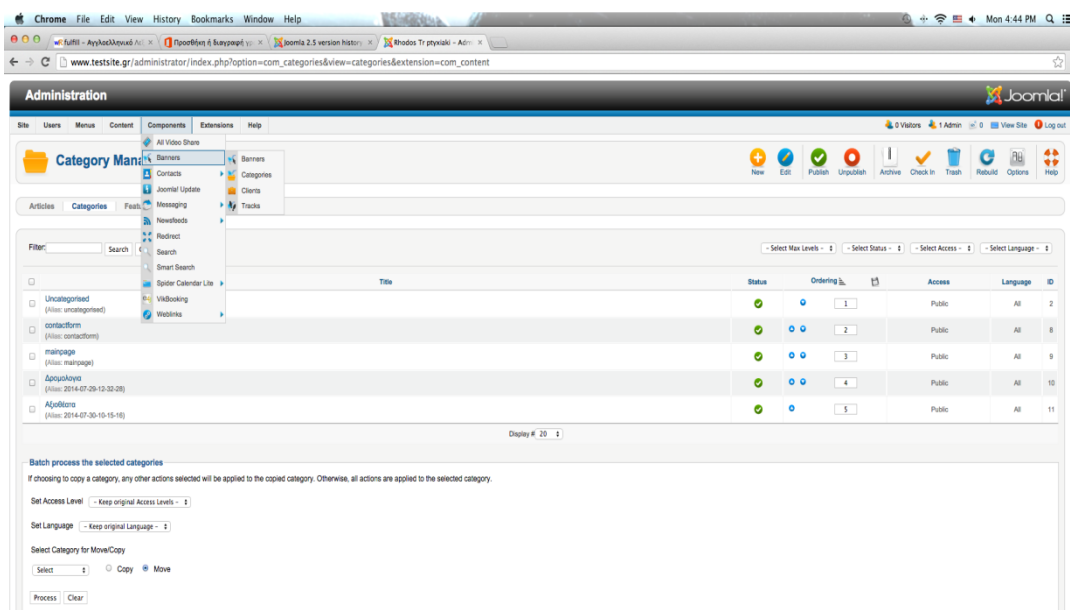 Chrome File Edit View History Bookmarks Window Help Mon 4:44 PM
Joomla 2.5 version history Rhodos Tr ptyxiaki - Adm
www.testsite.gr/administrator/index.php?option=com_categories&view=categories&extension=com_content
Administration Joomla!
Site Users Menus Content Components Extensions Help 0 Visitors 1 Admin 0 View Site Log out
Category Mana
New Edit Publish Unpublish Archive Check In Trash Rebuild Options Help
Articles Categories Featu
All Video Share
Banners
Contacts
Joomla! Update
Messaging
Newsfeeds
Redirect
Search
Smart Search
Spider Calendar Lite
VikBooking
Weblinks
Banners
Categories
Clients
Tracks
Filter: Search - Select Max Levels - - Select Status - - Select Access - - Select Language -
Title Status Ordering Access Language ID
Uncategorised 1 Public All 2
(Alias: uncategorised)
contactform 2 Public All 8
(Alias: contactform)
mainpage 3 Public All 9
(Alias: mainpage)
Δρομολογια 4 Public All 10
(Alias: 2014-07-29-12-32-28)
Αξιοθέατα 5 Public All 11
(Alias: 2014-07-30-10-15-16)
Display # 20
Batch process the selected categories
If choosing to copy a category, any other actions selected will be applied to the copied category. Otherwise, all actions are applied to the selected category.
Set Access Level - Keep original Access Levels -
Set Language - Keep original Language -
Select Category for Move/Copy
Select Copy Move
Process Clear